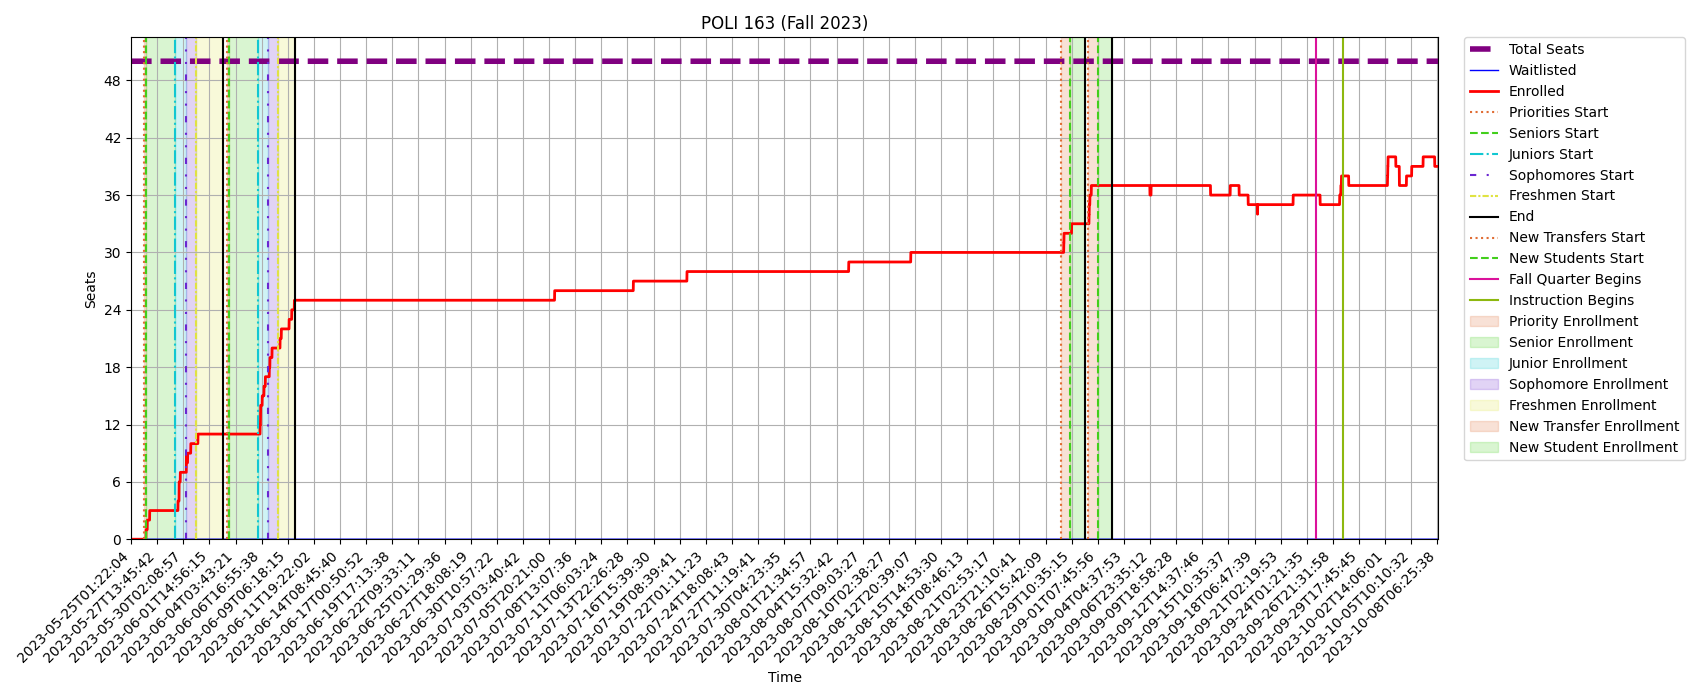 POLI 163 (Fall 2023)
Seats
48
42
36
30
24
18
12
6
0
2023-05-25T01:22:04
2023-05-27T13:45:42
2023-05-30T02:08:57
2023-06-01T14:56:15
2023-06-04T03:43:21
2023-06-06T16:55:38
2023-06-09T06:18:15
2023-06-11T19:22:02
2023-06-14T08:45:40
2023-06-17T00:50:52
2023-06-19T17:13:38
2023-06-22T09:33:11
2023-06-25T01:29:36
2023-06-27T18:08:19
2023-06-30T10:57:22
2023-07-03T03:40:42
2023-07-05T20:21:00
2023-07-08T13:07:36
2023-07-11T06:03:24
2023-07-13T22:26:28
2023-07-16T15:39:30
2023-07-19T08:39:41
2023-07-22T01:11:23
2023-07-24T18:08:43
2023-07-27T11:19:41
2023-07-30T04:23:35
2023-08-01T21:34:57
2023-08-04T15:32:42
2023-08-07T09:03:27
2023-08-10T02:38:27
2023-08-12T20:39:07
2023-08-15T14:53:30
2023-08-18T08:46:13
2023-08-21T02:53:17
2023-08-23T21:10:41
2023-08-26T15:42:09
2023-08-29T10:35:15
2023-09-01T07:45:56
2023-09-04T04:37:53
2023-09-06T23:35:12
2023-09-09T18:58:28
2023-09-12T14:37:46
2023-09-15T10:35:37
2023-09-18T06:47:39
2023-09-21T02:19:53
2023-09-24T01:21:35
2023-09-26T21:31:58
2023-09-29T17:45:45
2023-10-02T14:06:01
2023-10-05T10:10:32
2023-10-08T06:25:38
Time
Total Seats
Waitlisted
Enrolled
Priorities Start
Seniors Start
Juniors Start
Sophomores Start
Freshmen Start
End
New Transfers Start
New Students Start
Fall Quarter Begins
Instruction Begins
Priority Enrollment
Senior Enrollment
Junior Enrollment
Sophomore Enrollment
Freshmen Enrollment
New Transfer Enrollment
New Student Enrollment